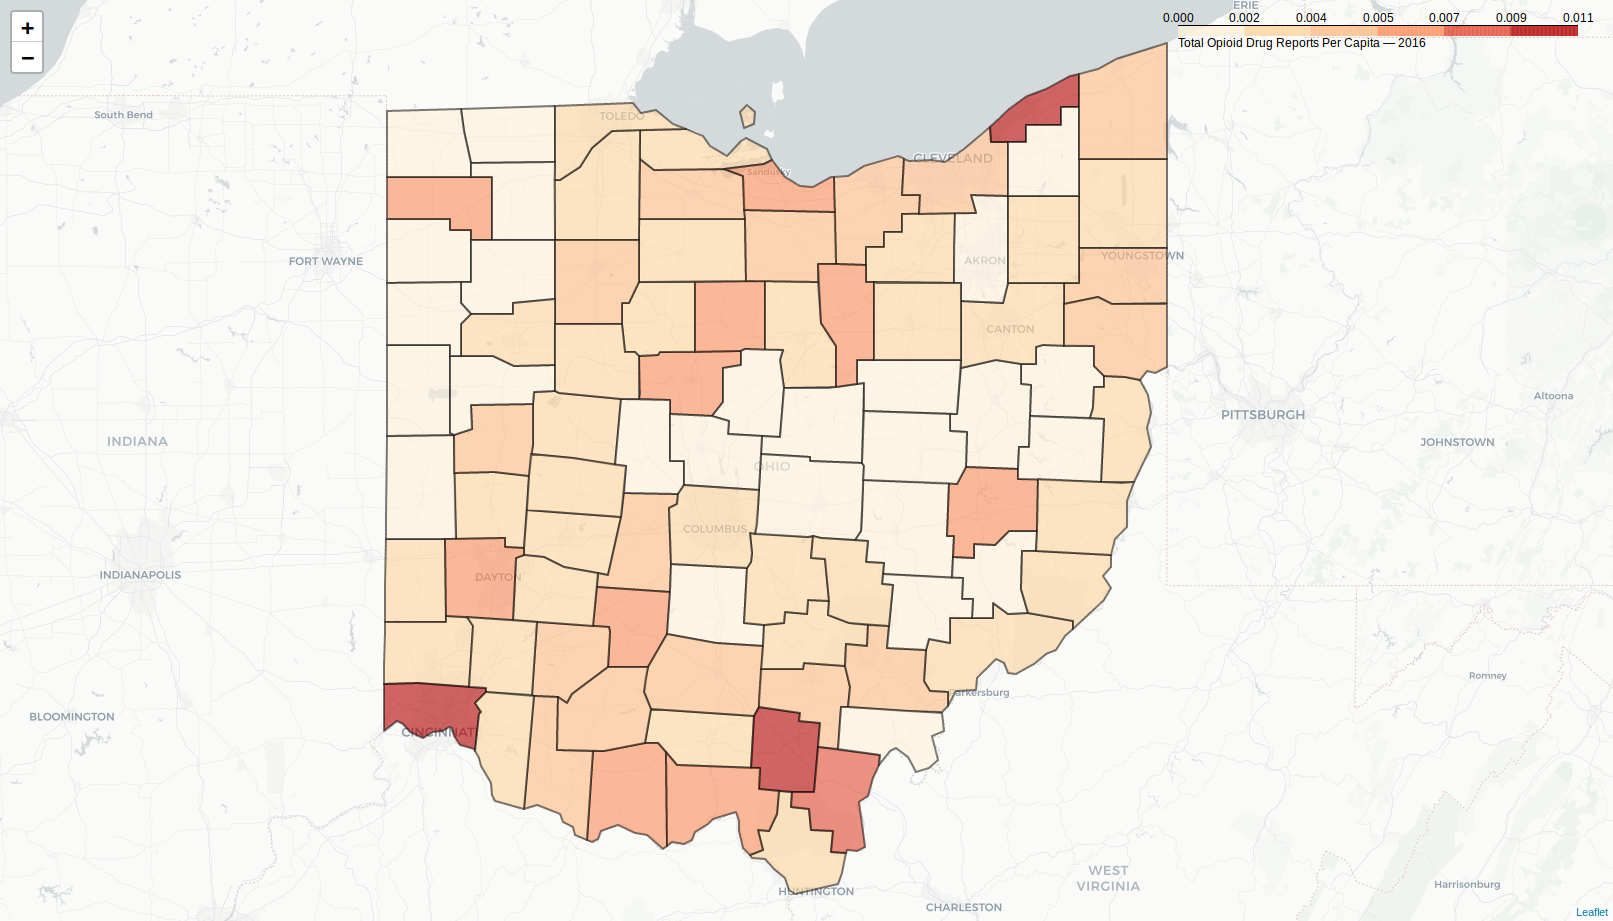 ERIE
+
−
0.000 0.002 0.004 0.005 0.007 0.009 0.011
Total Opioid Drug Reports Per Capita — 2016
South Bend
TOLEDO
CLEVELAND
Sandusky
FORT WAYNE
AKRON
YOUNGSTOWN
CANTON
PITTSBURGH
Altoona
INDIANA
JOHNSTOWN
OHIO
COLUMBUS
INDIANAPOLIS
DAYTON
Romney
arkersburg
BLOOMINGTON
CINCINNAT
WEST
VIRGINIA
Harrisonburg
HUNTINGTON
CHARLESTON
Leaflet